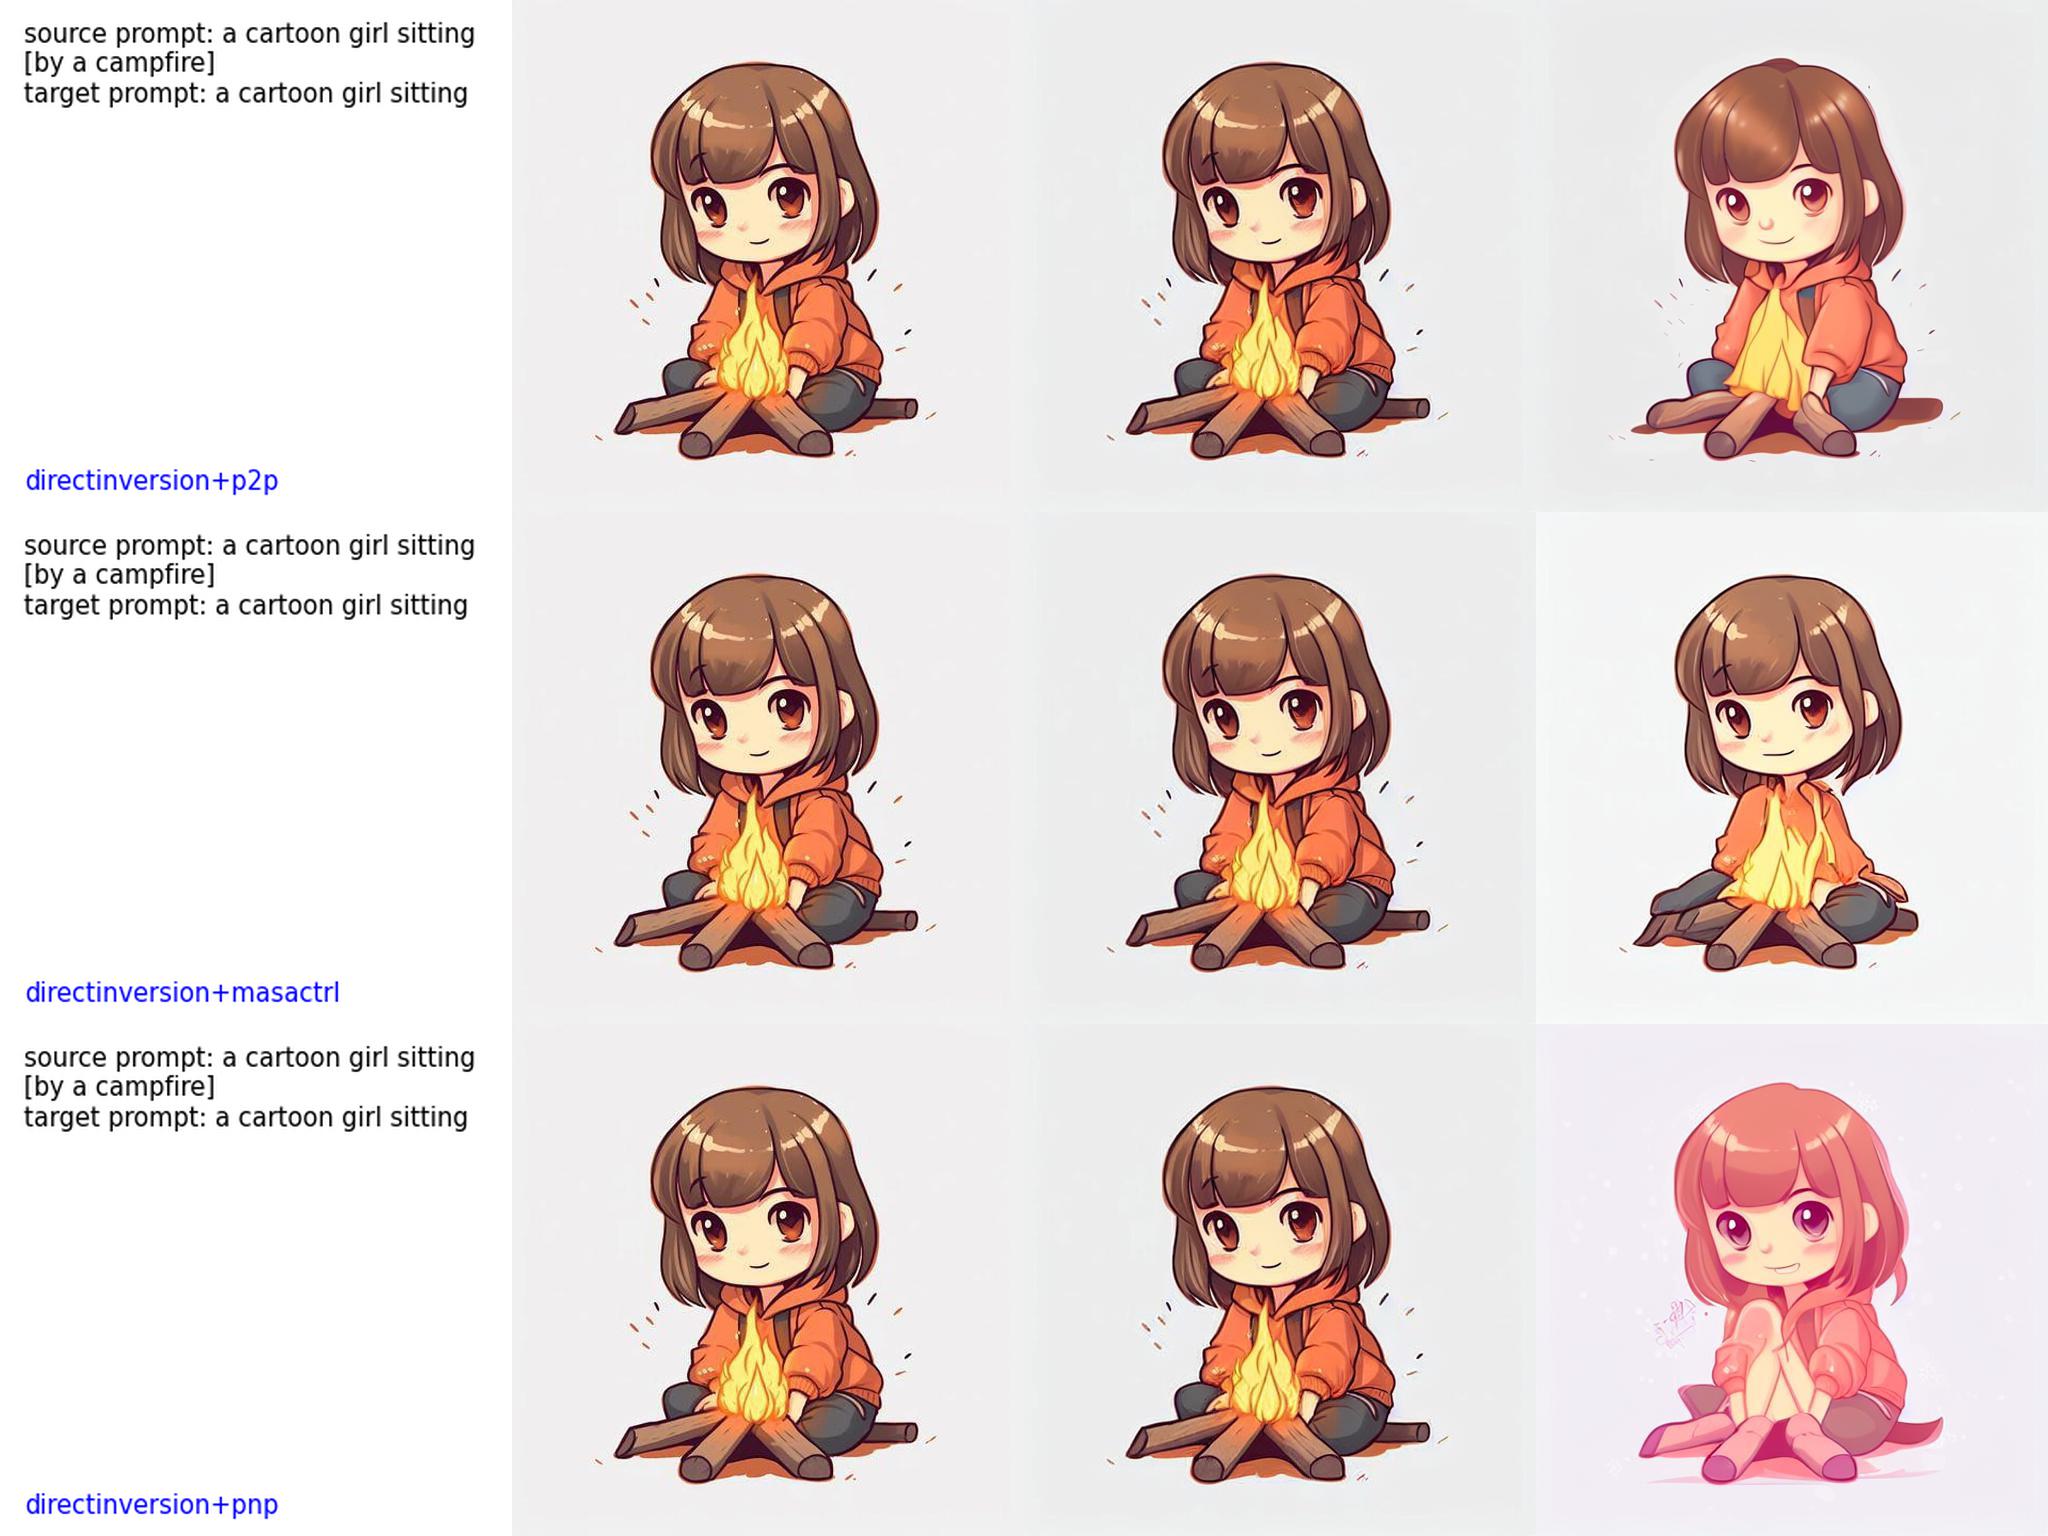 source prompt: a cartoon girl sitting
[by a campfire]
target prompt: a cartoon girl sitting
directinversion+p2p
source prompt: a cartoon girl sitting
[by a campfire]
target prompt: a cartoon girl sitting
directinversion+masactrl
source prompt: a cartoon girl sitting
[by a campfire]
target prompt: a cartoon girl sitting
directinversion+pnp